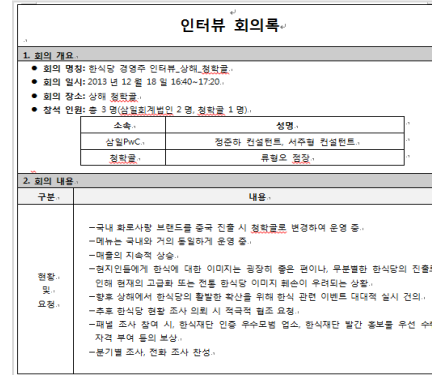 인터뷰 회의록
1. 회의 개요
● 회의 명칭: 한식당 경영주 인터뷰_상해_청학골
● 회의 일시: 2013 년 12 월 18 일 16:40~17:20
● 회의 장소: 상해 청학골
● 참석 인원: 총 3 명(삼일회계법인 2 명, 청학골 1 명)
소속 성명
삼일PwC 정준하 컨설턴트, 서주형 컨설턴트
청학골 류형오 점장
2. 회의 내용
구분 내용
현황
및
요청
-국내 화로사랑 브랜드를 중국 진출 시 청학골로 변경하여 운영 중
-메뉴는 국내와 거의 동일하게 운영 중
-매출의 지속적 상승
-현지인들에게 한식에 대한 이미지는 굉장히 좋은 편이나, 무분별한 한식당의 진출로
인해 현재의 고급화 또는 전통 한식당 이미지 훼손이 우려되는 상황
-향후 상해에서 한식당의 활발한 확산을 위해 한식 관련 이벤트 대대적 실시 건의
-추후 한식당 현황 조사 의뢰 시 적극적 협조 요청
-패널 조사 참여 시, 한식재단 인증 우수모범 업소, 한식재단 발간 홍보물 우선 수
자격 부여 등의 보상
-분기별 조사, 전화 조사 찬성